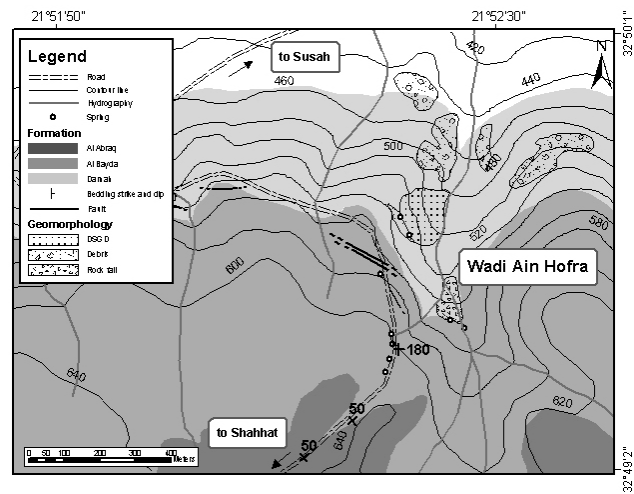 21°51'50"
21°52'30"
32°50'1"
N
to Susah
420
440
460
Legend
Road
Contour line
Hydrography
Spring
Formation
Al Abraq
Al Bayda
Bedding strike and dip
Fault
Geomorphology
DSGD
Debris
Rock fall
500
480
520
580
Wadi Ain Hofra
600
180
640
620
50
to Shahhat
640
50
0 50 100 200 300 400
Meters
32°49'2"